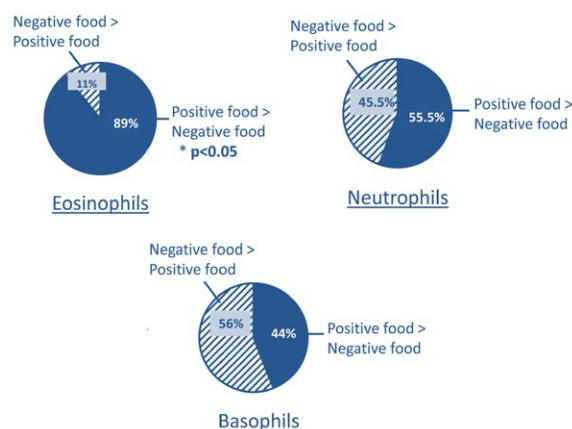 Negative food >
Positive food
11%
89%
Positive food >
Negative food
* p<0.05
Eosinophils
Negative food >
Positive food
45.5%
55.5%
Positive food >
Negative food
Neutrophils
Negative food >
Positive food
56%
44%
Positive food >
Negative food
Basophils